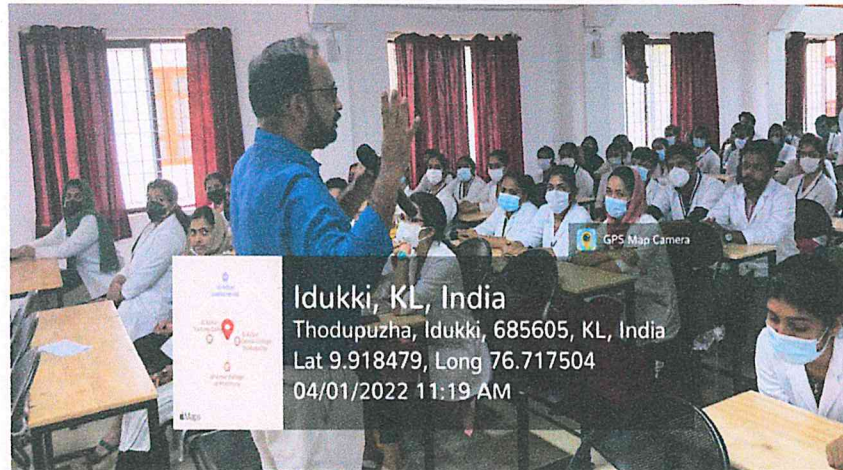 GPS Map Camera
Idukki, KL, India
Thodupuzha, Idukki, 685605, KL, India
Lat 9.918479, Long 76.717504
04/01/2022 11:19 AM
Maps